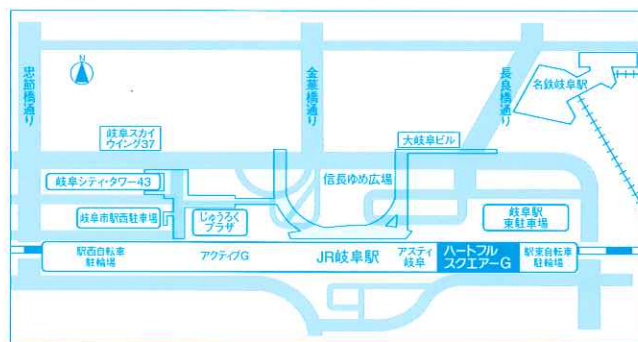 忠節橋通り
N
金華橋通り
長良橋通り
名鉄岐阜駅
岐阜スカイ
ウイング37
大岐阜ビル
岐阜シティ・タワー43
信長ゆめ広場
岐阜市駅西駐車場
じゅうろく
プラザ
岐阜駅
東駐車場
駅西自転車
駐輪場
アクティブG
JR岐阜駅
アスティ
岐阜
ハートフル
スクエアーG
駅東自転車
駐輪場